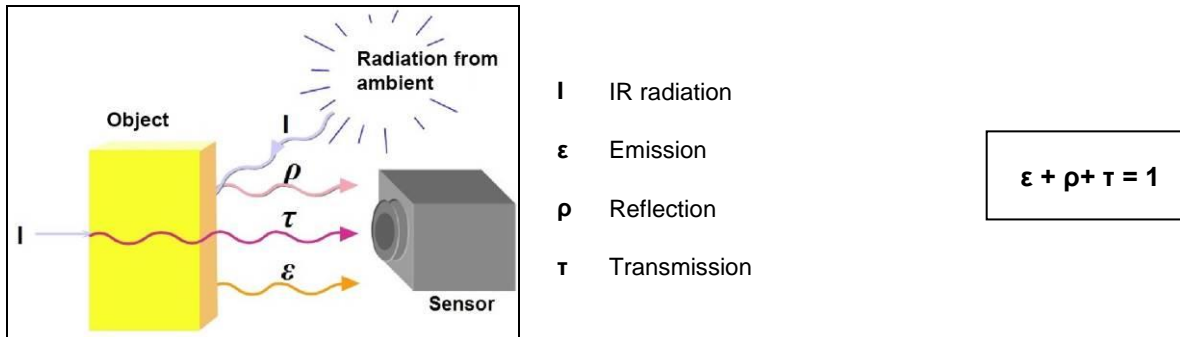 Radiation from
ambient
Object
I
ρ
τ
I
ε
Sensor
I IR radiation
ε Emission
ρ Reflection
τ Transmission
ε + ρ+ τ = 1